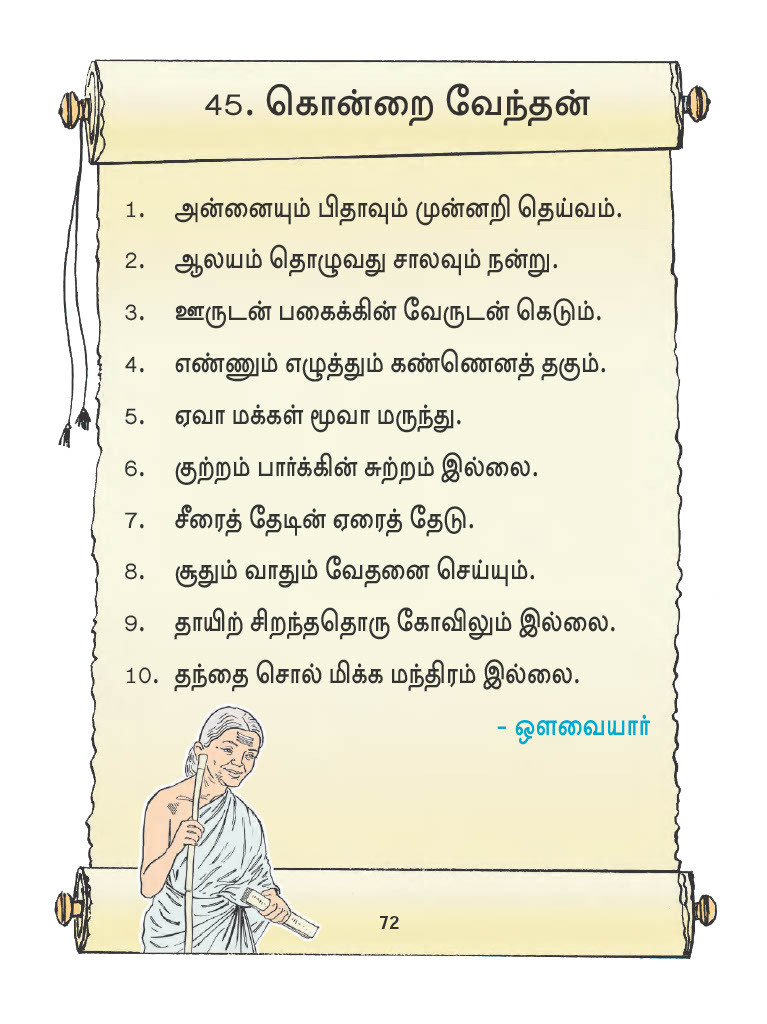 45. கொன்றை வேந்தன்
1. அன்னையும் பிதாவும் முன்னறி தெய்வம்.
2. ஆலயம் தொழுவது சாலவும் நன்று.
3. ஊருடன் பகைக்கின் வேருடன் கெடும்.
4. எண்ணும் எழுத்தும் கண்ணெனத் தகும்.
5. ஏவா மக்கள் மூவா மருந்து.
6. குற்றம் பார்க்கின் சுற்றம் இல்லை.
7. சீரைத் தேடின் ஏரைத் தேடு.
8. சூதும் வாதும் வேதனை செய்யும்.
9. தாயிற் சிறந்ததொரு கோவிலும் இல்லை.
10. தந்தை சொல் மிக்க மந்திரம் இல்லை.
- ஔவையார்
72